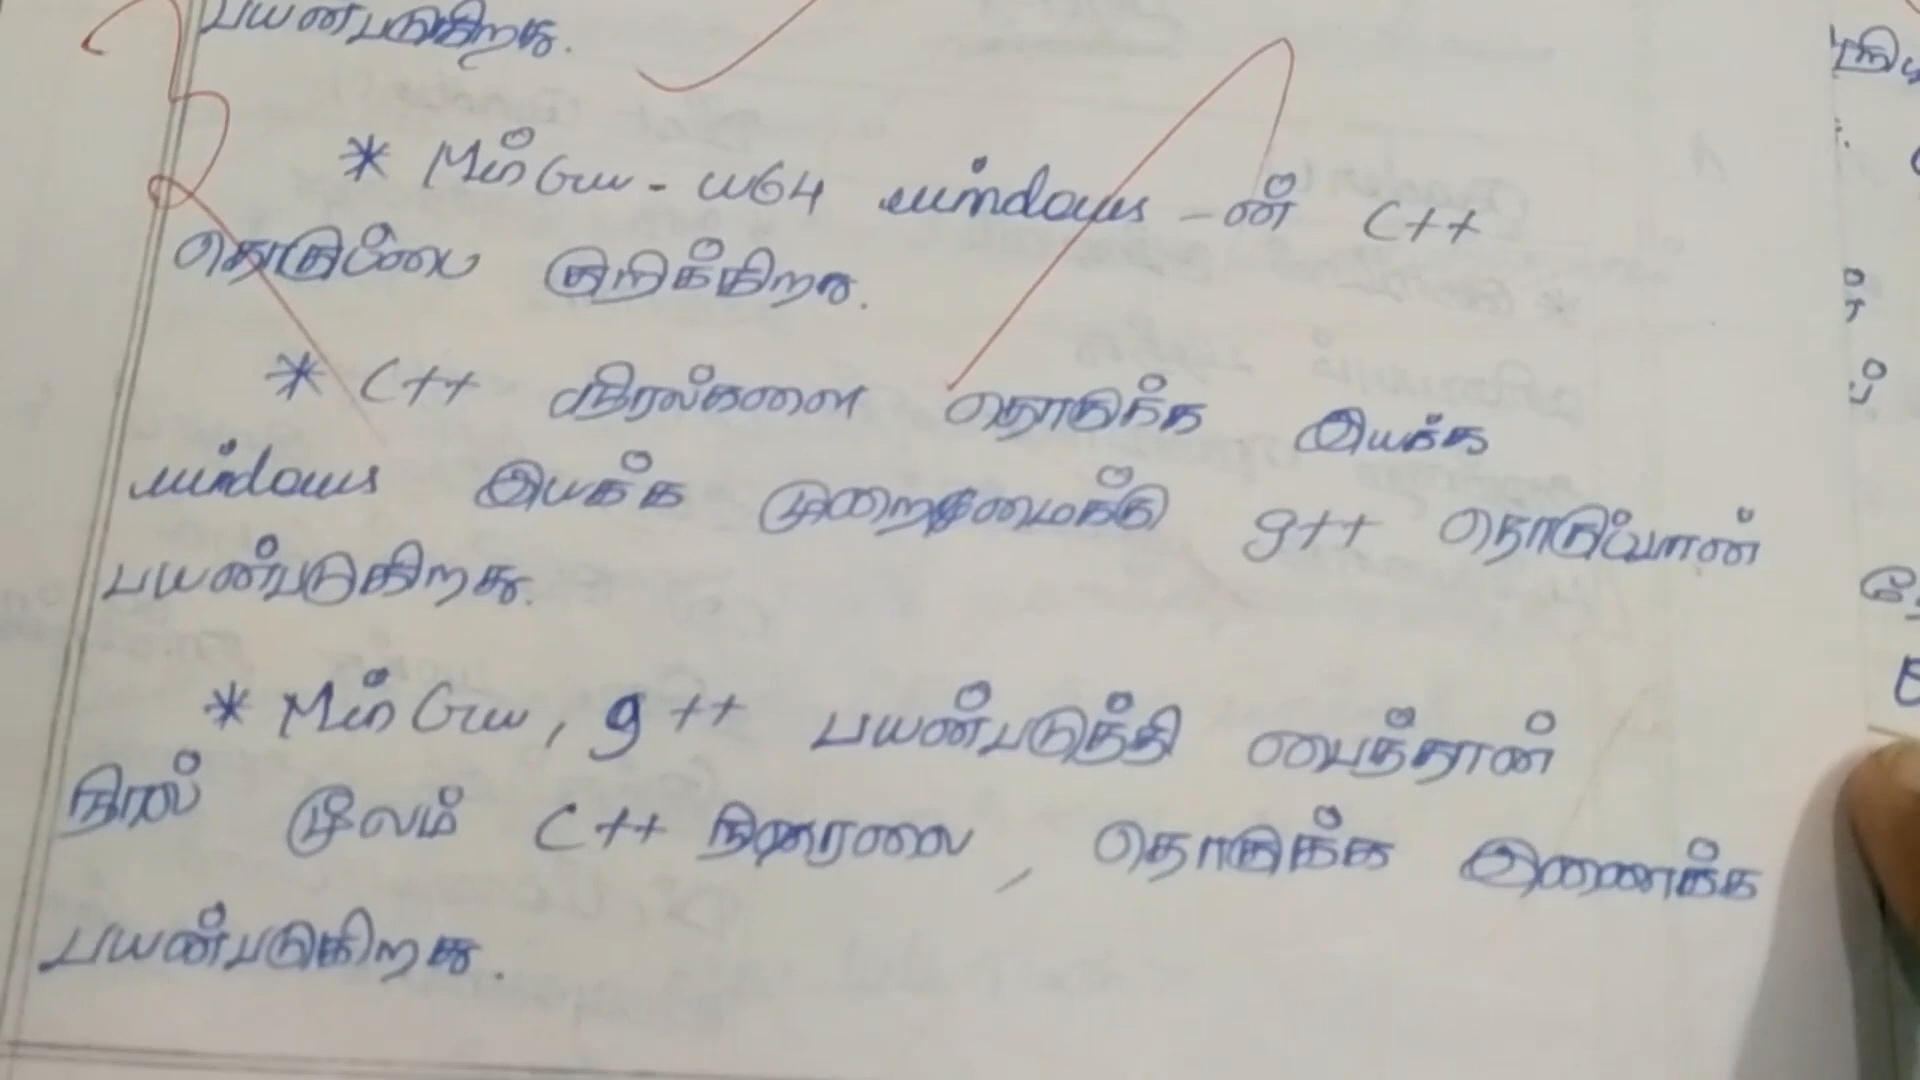 பயன்படுகிறது.
* MinGw - W64 windows - ன் C++
தொகுப்பை குறிக்கிறது.
* C++ நிரல்களை தொகுக்க இயக்க
windows இயக்க முறைமைக்கு g++ தொகுப்பான்
பயன்படுகிறது.
* MinGw, g++ பயன்படுத்தி பைத்தான்
நிரல் மூலம் C++ நிரலை, தொகுக்க இணைக்க
பயன்படுகிறது.